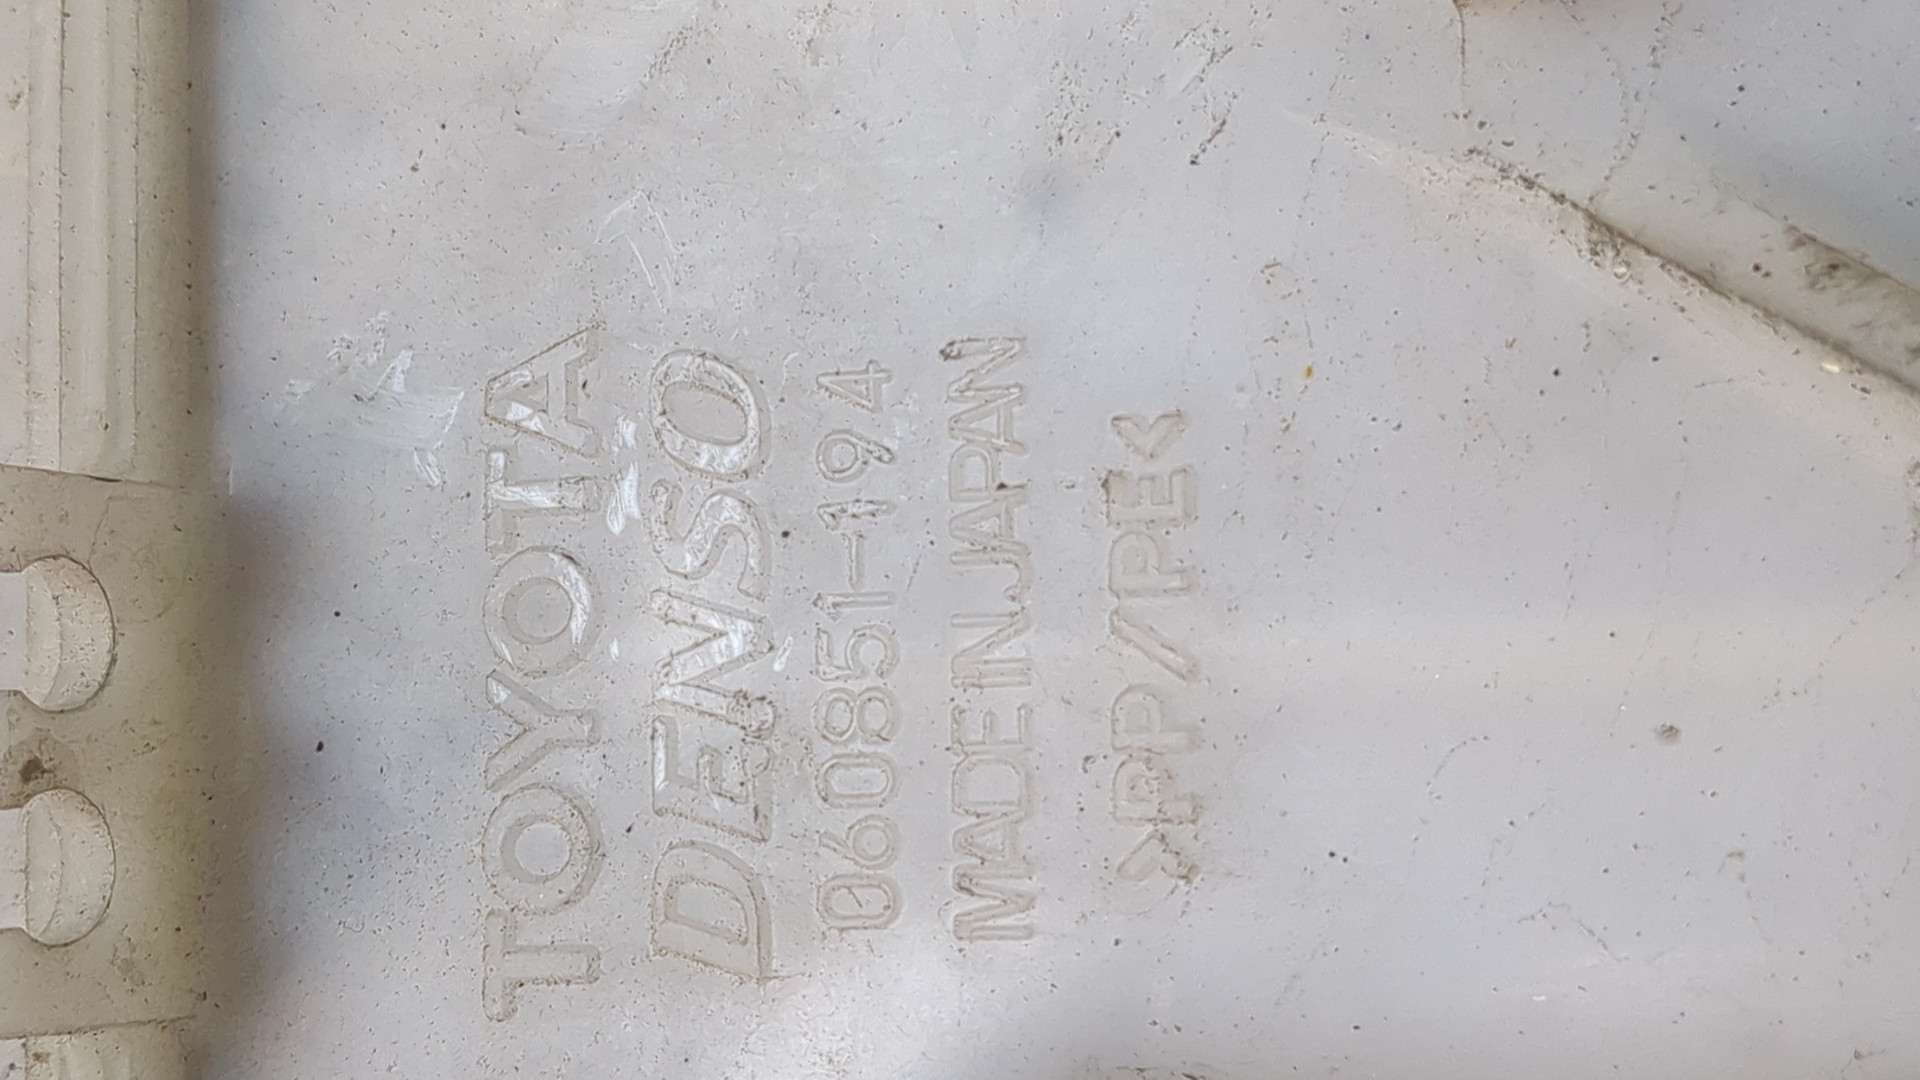 TOYOTA
DENSO
060851-194
MADE IN JAPAN
>PP/PE<